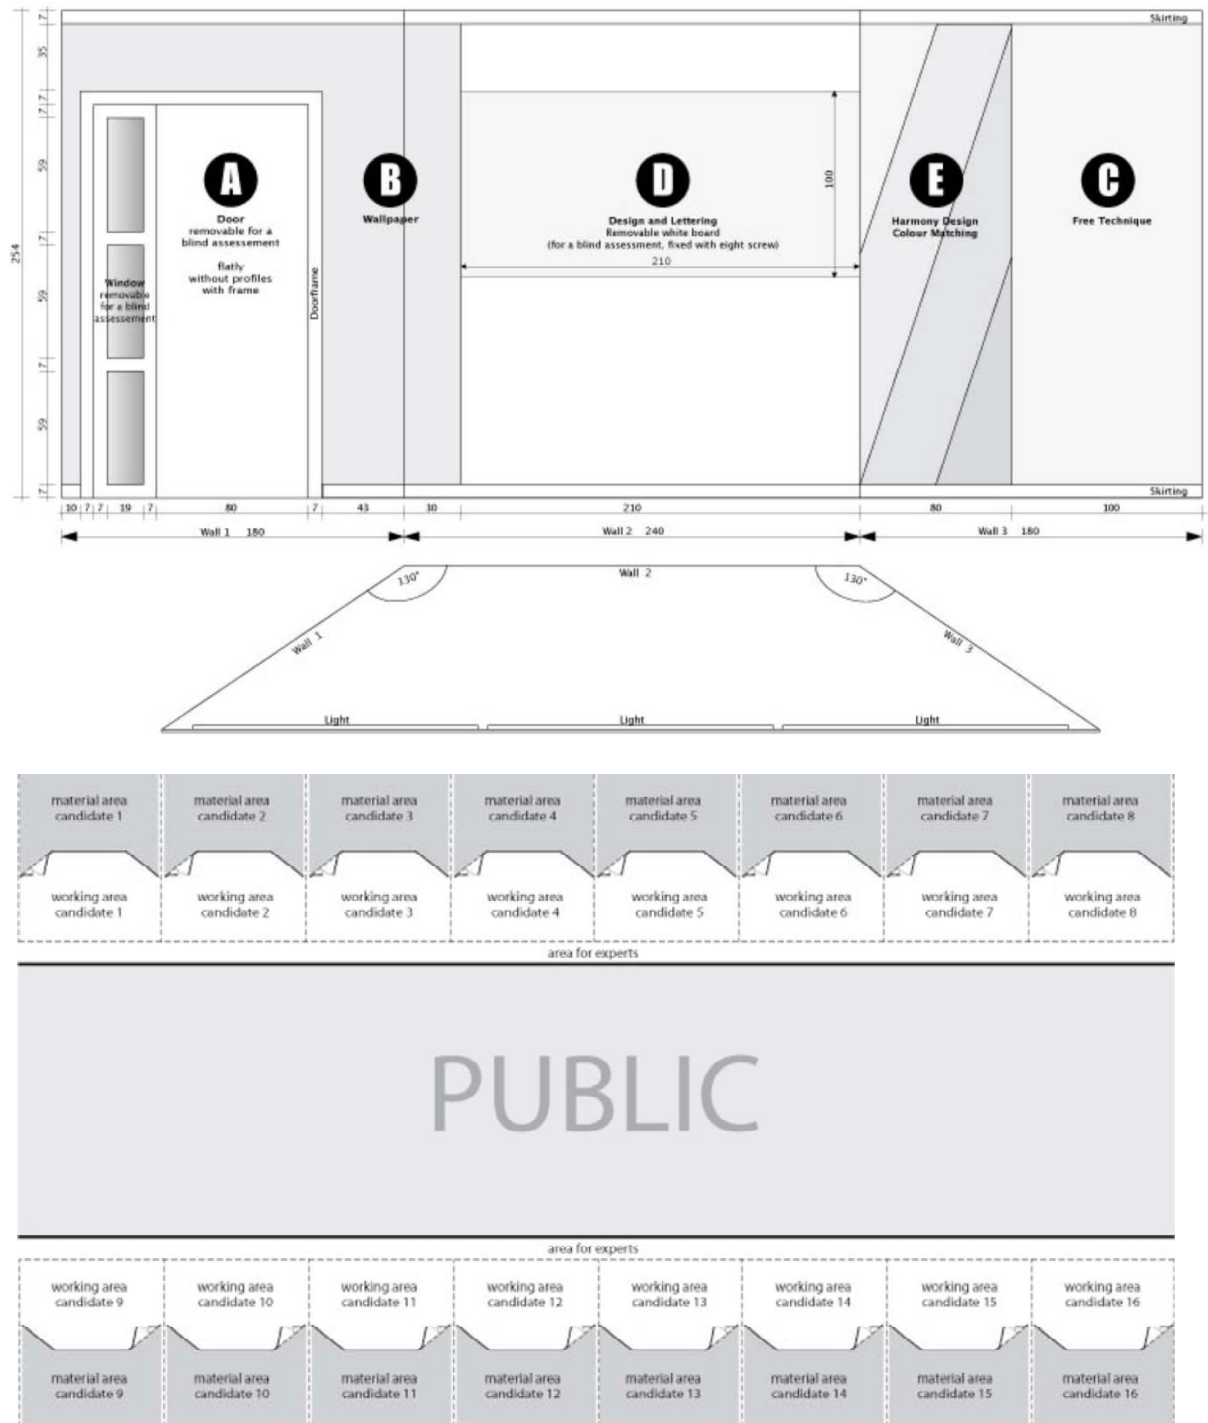 Skirting
7
35
7
7
59
7
59
7
59
7
254
A
Door
removable for a
blind assessement
flatly
without profiles
with frame
Window
removable
for a blind
assessement
Doorframe
B
Wallpaper
D
Design and Lettering
Removable white board
(for a blind assessment, fixed with eight screw)
210
100
E
Harmony Design
Colour Matching
C
Free Technique
Skirting
10 7 7 19 7 80 7 43 30 210 80 100
Wall 1 180 Wall 2 240 Wall 3 180
130° Wall 2 130°
Wall 1 Wall 3
Light Light Light
material area material area material area material area material area material area material area material area
candidate 1 candidate 2 candidate 3 candidate 4 candidate 5 candidate 6 candidate 7 candidate 8
working area working area working area working area working area working area working area working area
candidate 1 candidate 2 candidate 3 candidate 4 candidate 5 candidate 6 candidate 7 candidate 8
area for experts
PUBLIC
area for experts
working area working area working area working area working area working area working area working area
candidate 9 candidate 10 candidate 11 candidate 12 candidate 13 candidate 14 candidate 15 candidate 16
material area material area material area material area material area material area material area material area
candidate 9 candidate 10 candidate 11 candidate 12 candidate 13 candidate 14 candidate 15 candidate 16